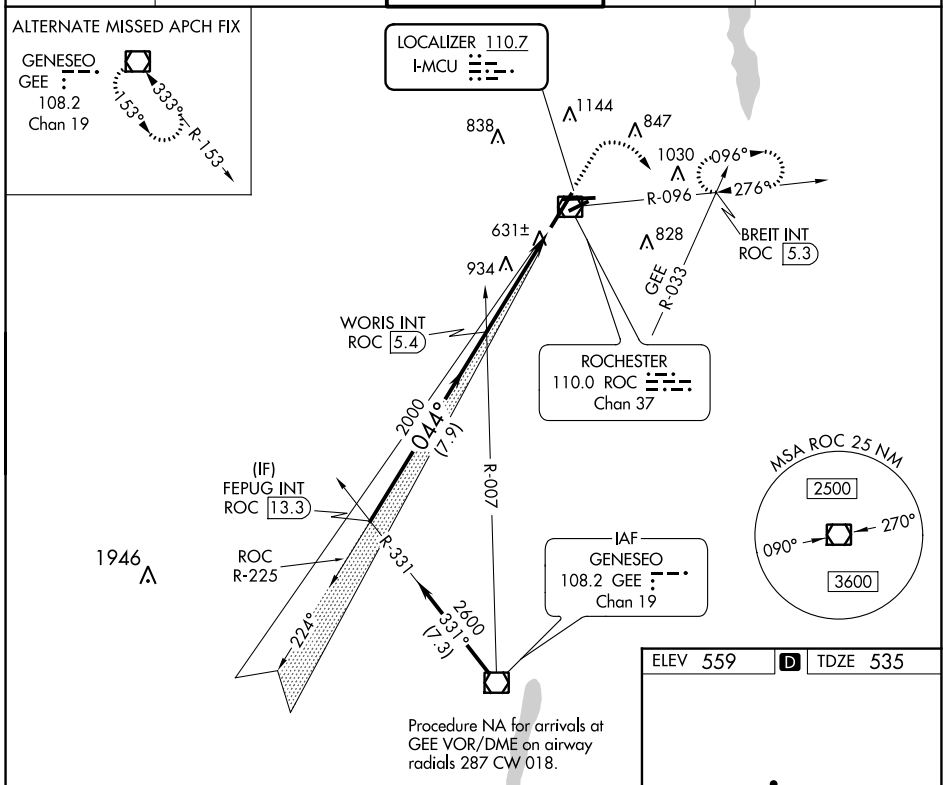 ALTERNATE MISSED APCH FIX
GENESEO
GEE
108.2
Chan 19
153°
333°
R-153
LOCALIZER 110.7
I-MCU
838
1144
847
1030
096°
R-096
276°
BREIT INT
ROC 5.3
828
GEE
R-033
631±
934
WORIS INT
ROC 5.4
ROCHESTER
110.0 ROC
Chan 37
2000
044°
(7.9)
R-007
(IF)
FEPUG INT
ROC 13.3
ROC
R-225
R-331
224°
1946
2600
331°
(7.3)
IAF
GENESEO
108.2 GEE
Chan 19
MSA ROC 25 NM
2500
090°
270°
3600
Procedure NA for arrivals at
GEE VOR/DME on airway
radials 287 CW 018.
ELEV 559 D TDZE 535